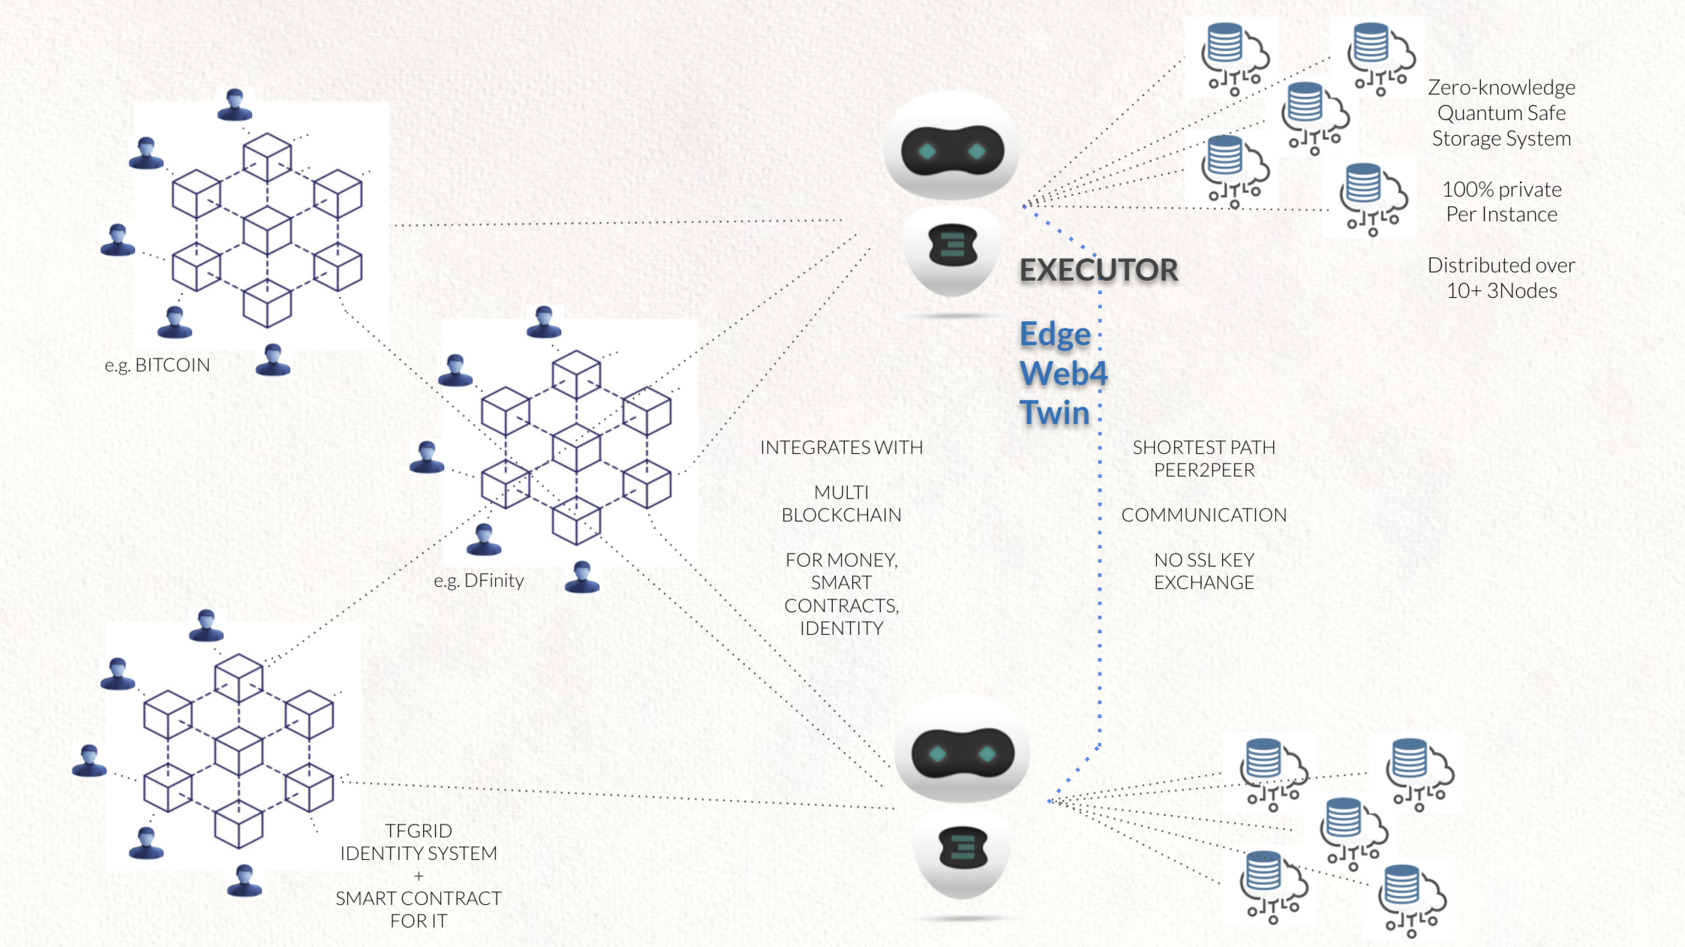 Zero-knowledge
Quantum Safe
Storage System
100% private
Per Instance
Distributed over
10+ 3Nodes
EXECUTOR
Edge
Web4
Twin
e.g. BITCOIN
INTEGRATES WITH
MULTI
BLOCKCHAIN
FOR MONEY,
SMART
CONTRACTS,
IDENTITY
SHORTEST PATH
PEER2PEER
COMMUNICATION
NO SSL KEY
EXCHANGE
e.g. DFinity
TFGRID
IDENTITY SYSTEM
+
SMART CONTRACT
FOR IT